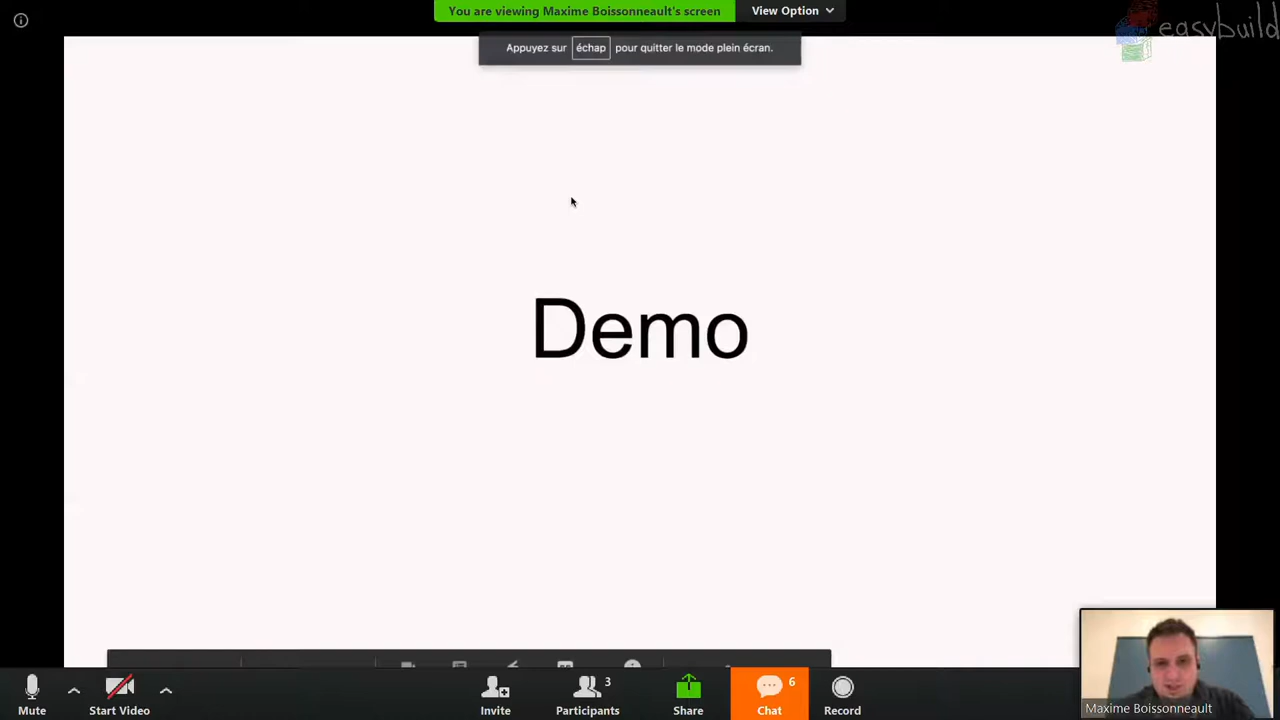 You are viewing Maxime Boissonneault's screen
View Option
easybuild
Appuyez sur échap pour quitter le mode plein écran.
Demo
Mute
Start Video
Invite
Participants
3
Share
Chat
6
Record
Maxime Boissonneault